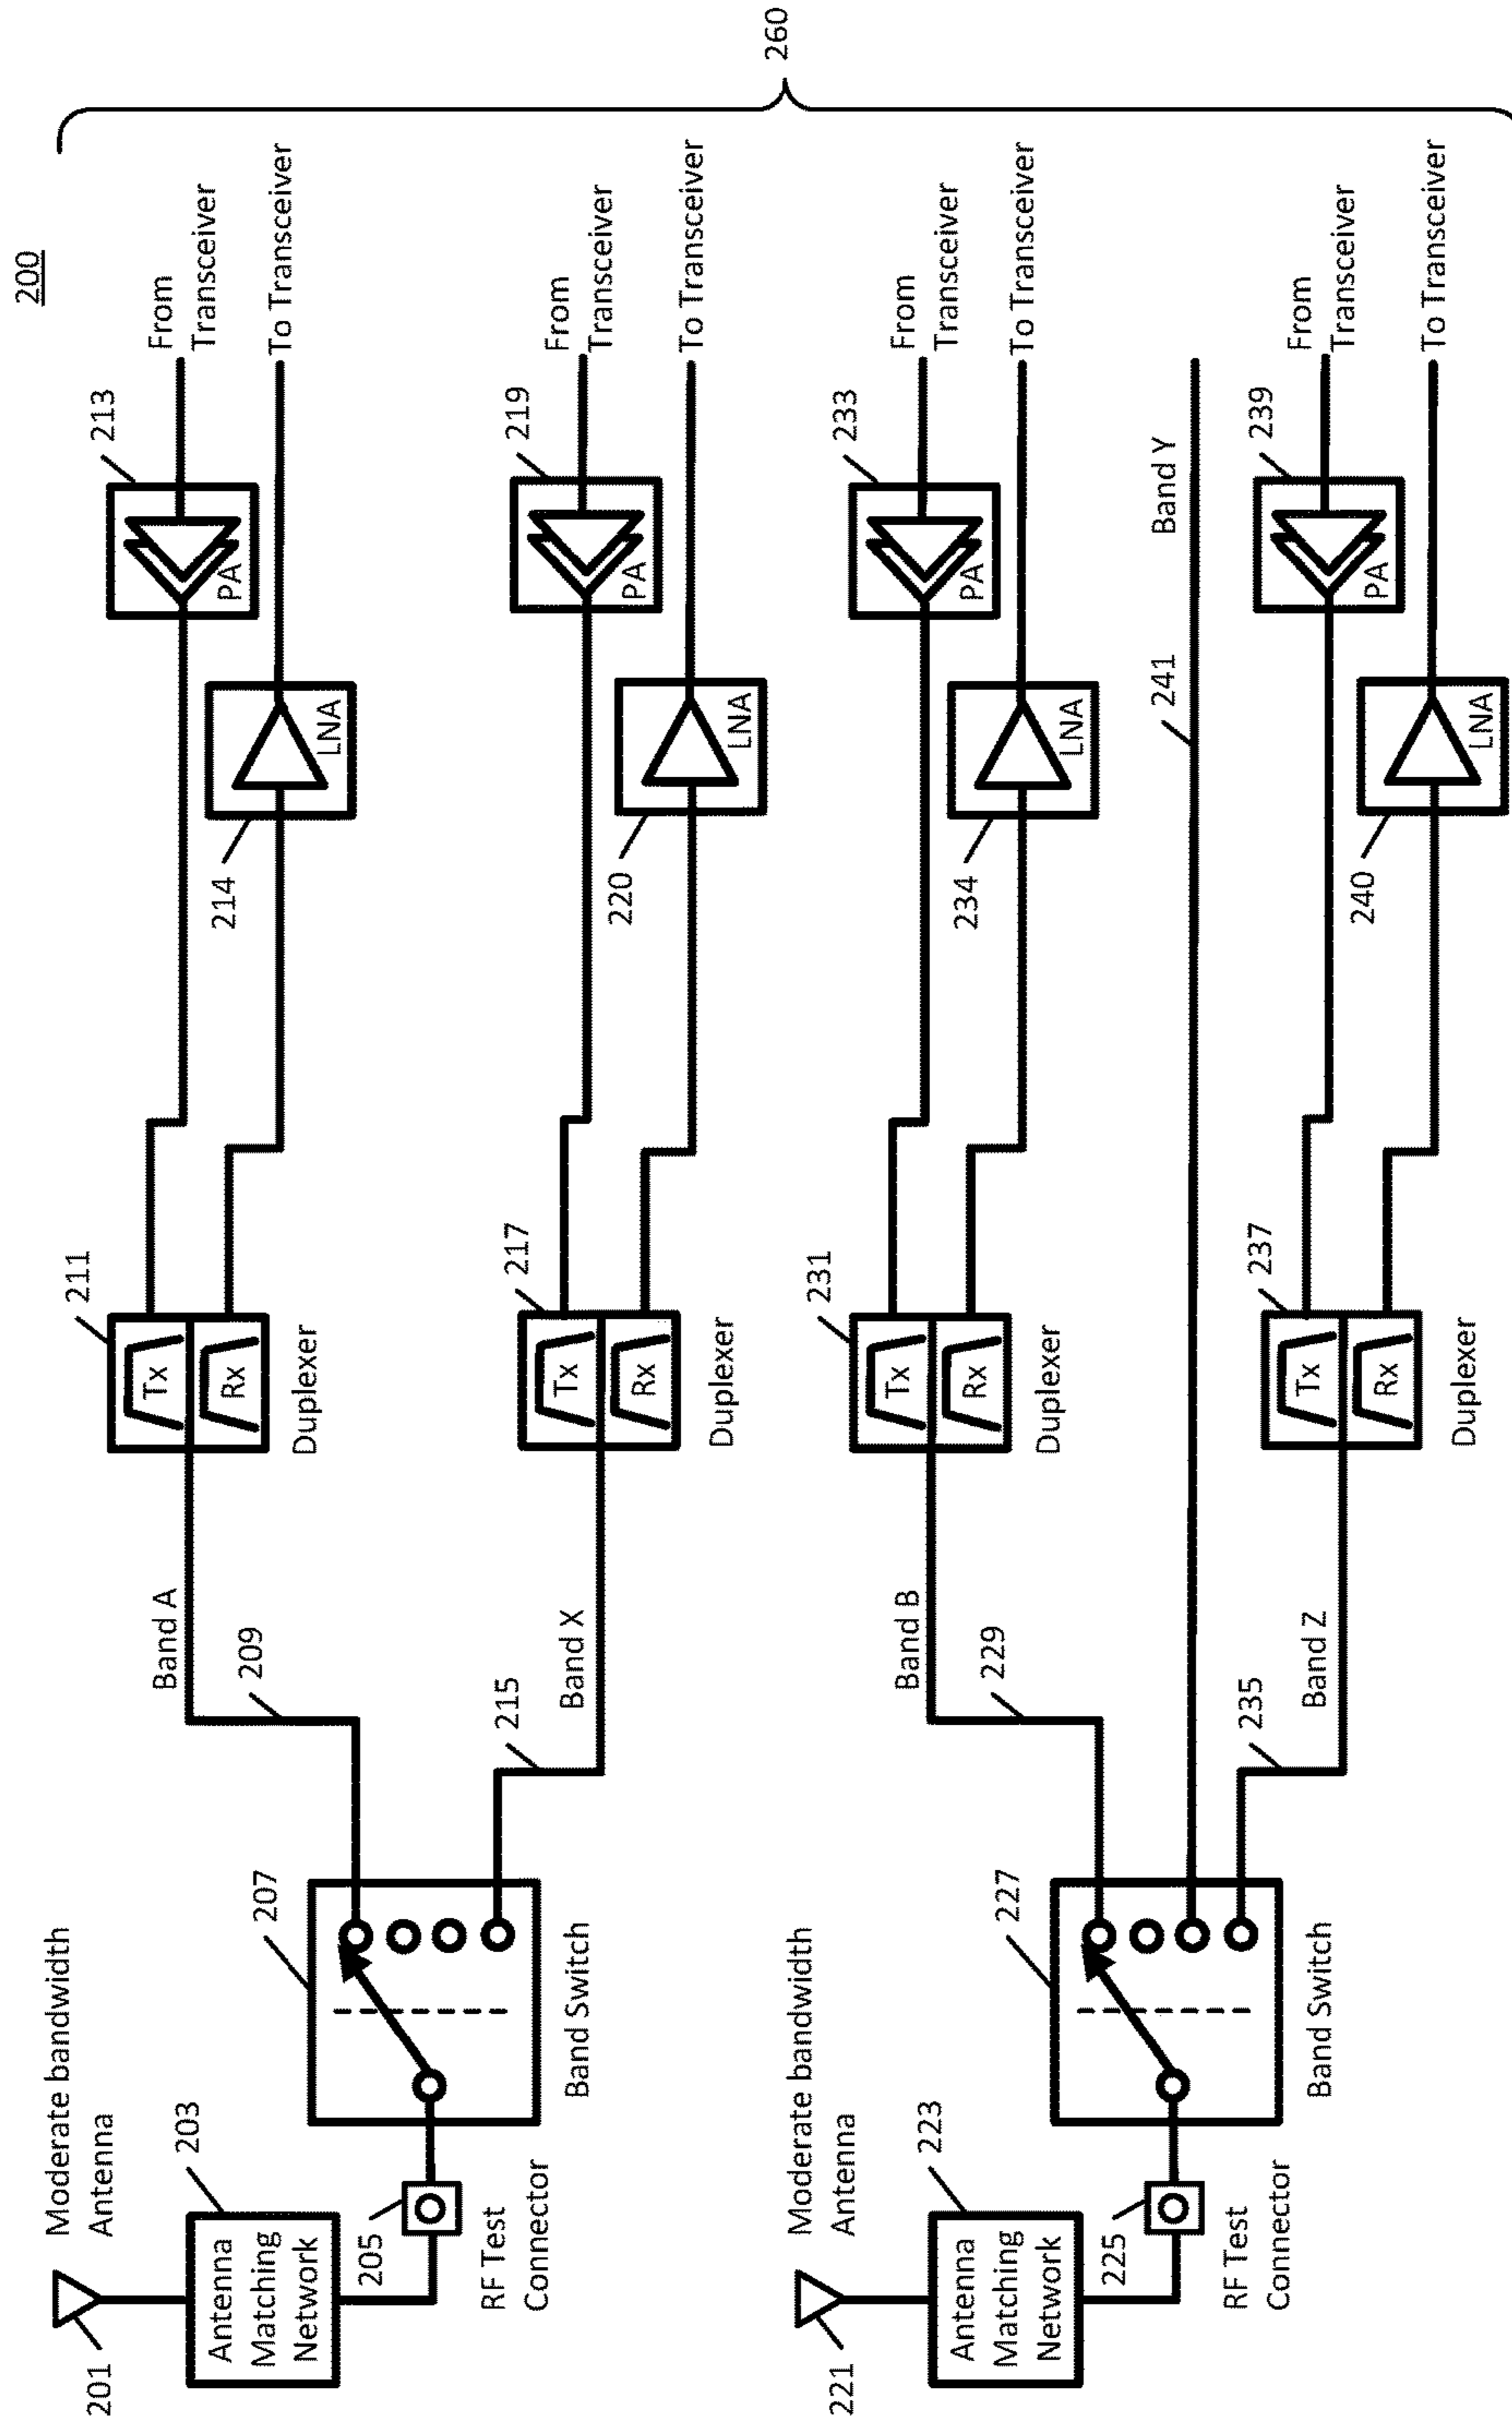 200
Moderate bandwidth
Antenna
201
203
Antenna
Matching
Network
205
RF Test
Connector
207
Band Switch
209
Band A
215
Band X
211
Tx
Rx
Duplexer
217
Tx
Rx
Duplexer
213
PA
From
Transceiver
214
LNA
To Transceiver
219
PA
From
Transceiver
220
LNA
To Transceiver
Moderate bandwidth
Antenna
221
223
Antenna
Matching
Network
225
RF Test
Connector
227
Band Switch
229
Band B
235
Band Z
231
Tx
Rx
Duplexer
237
Tx
Rx
Duplexer
233
PA
From
Transceiver
234
LNA
To Transceiver
241
Band Y
239
PA
From
Transceiver
240
LNA
To Transceiver
260